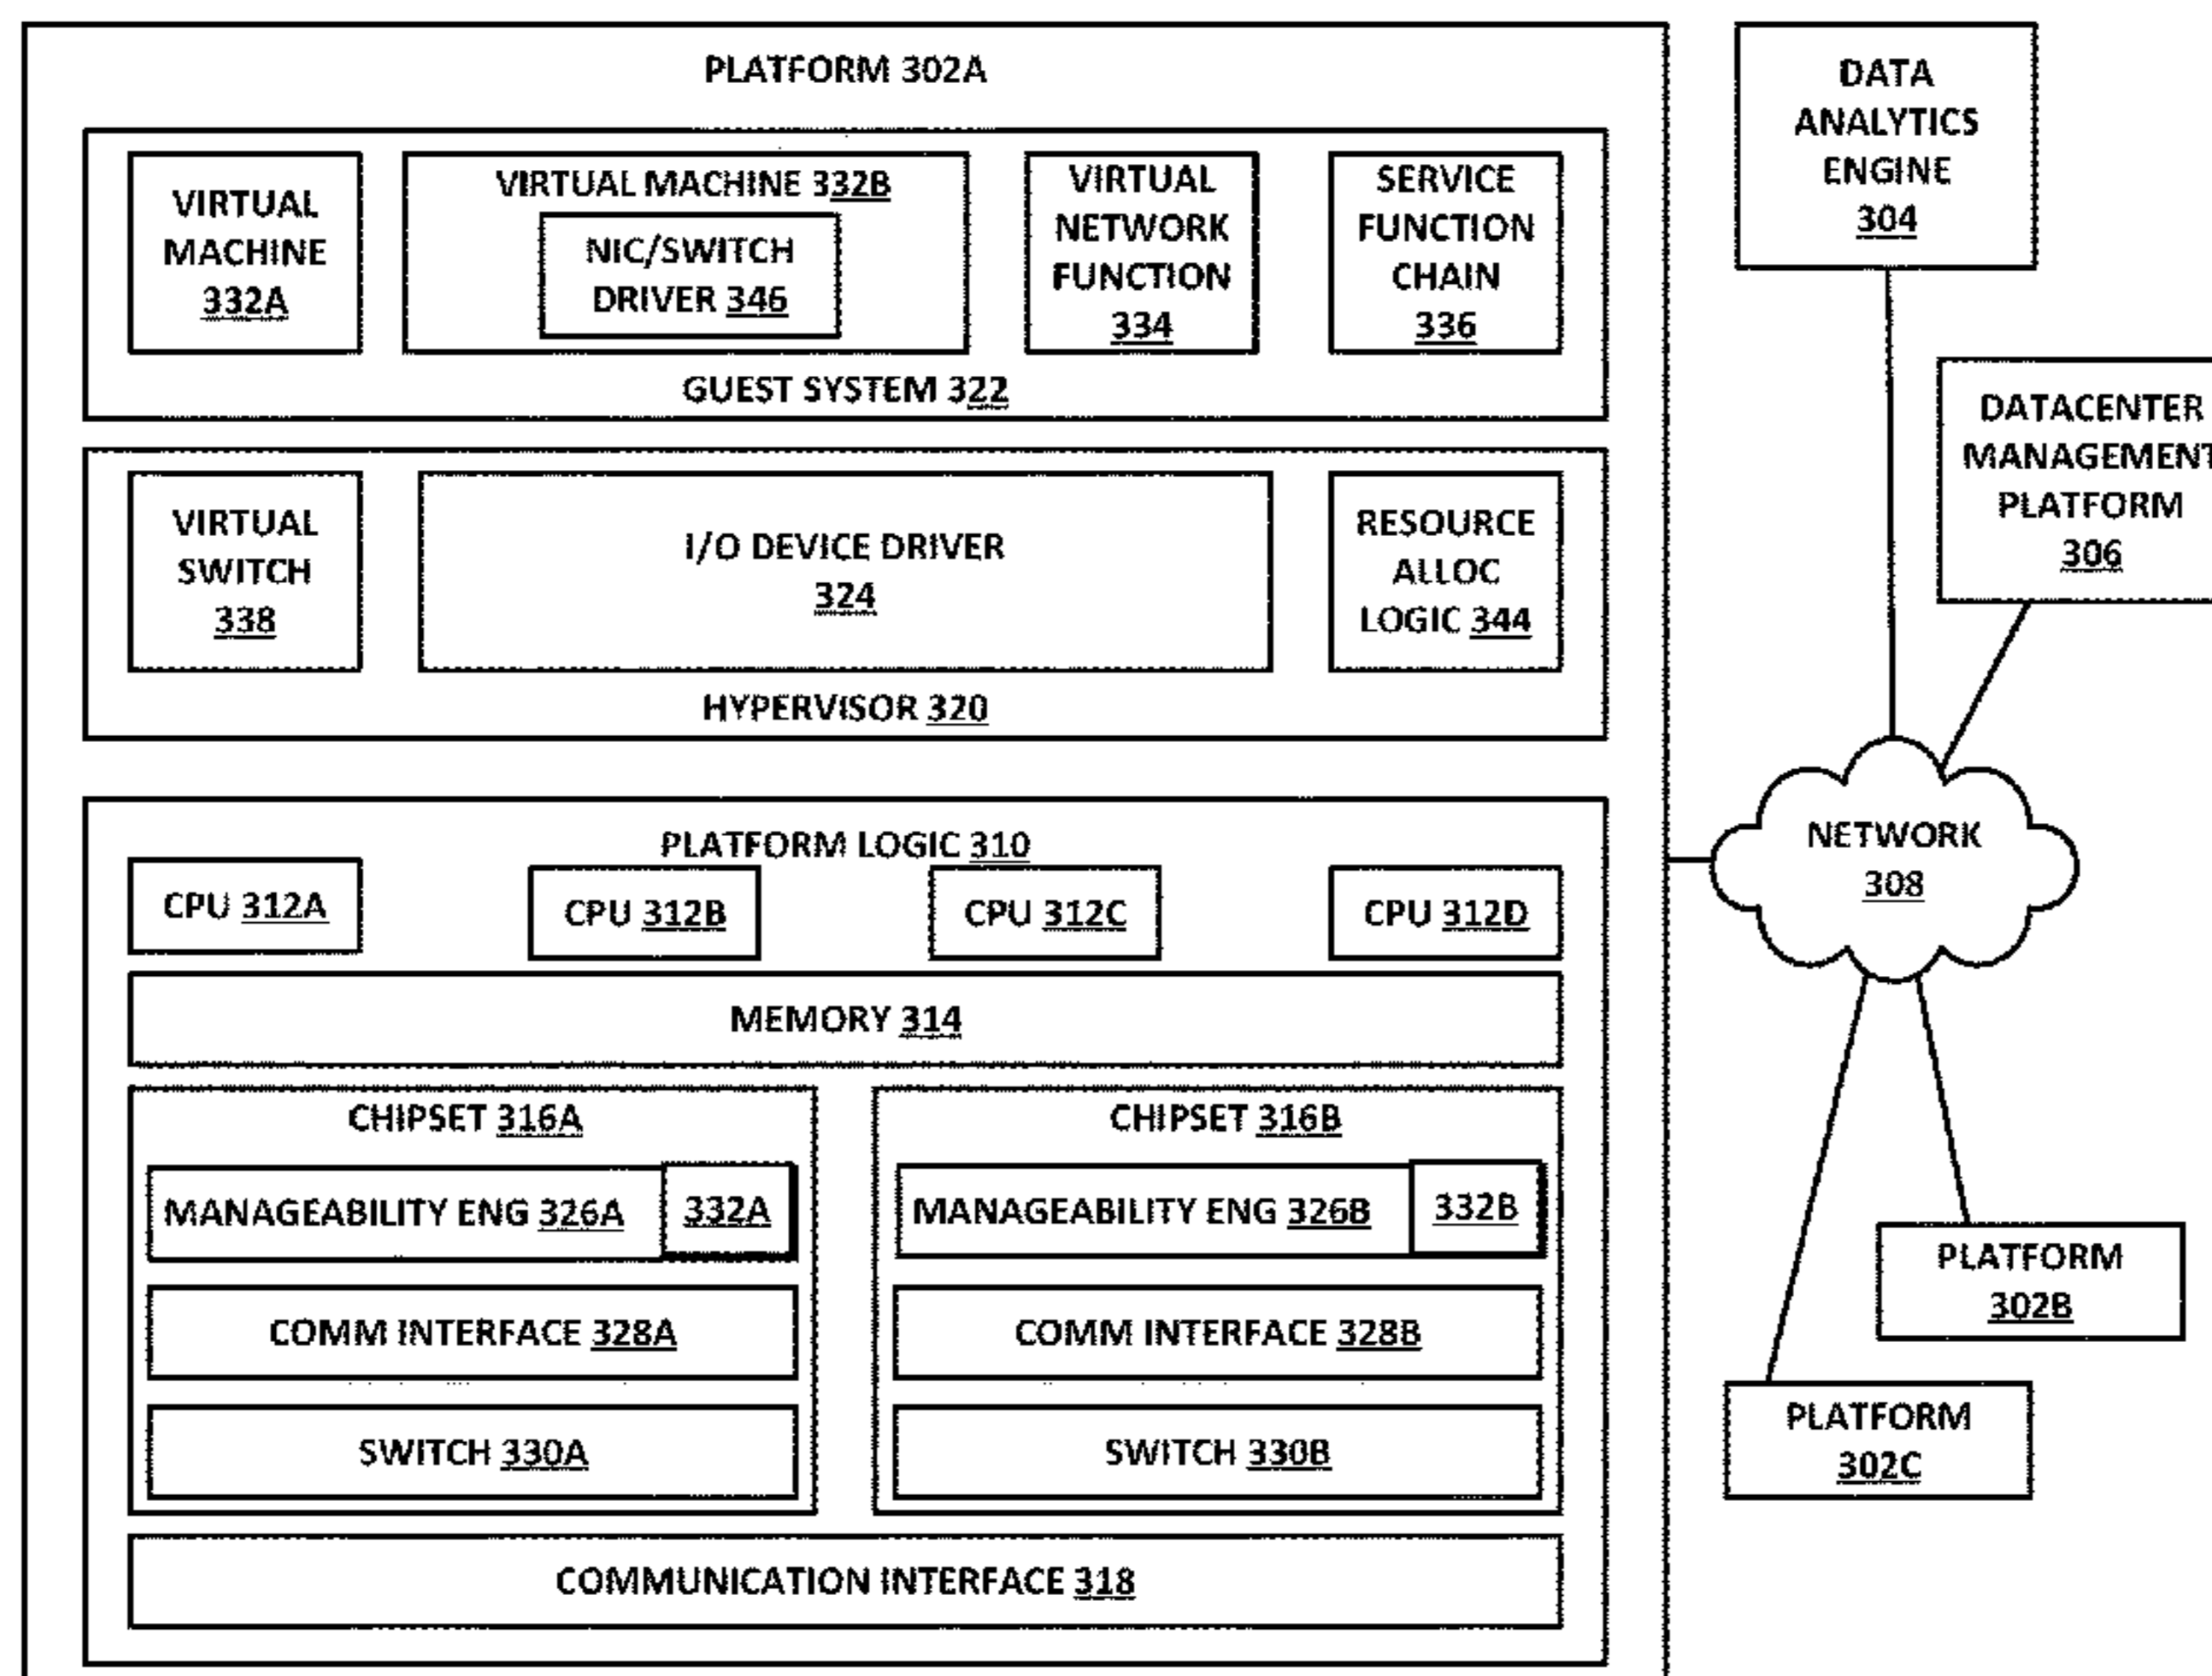 PLATFORM 302A
VIRTUAL
MACHINE
332A
VIRTUAL MACHINE 332B
NIC/SWITCH
DRIVER 346
VIRTUAL
NETWORK
FUNCTION
334
SERVICE
FUNCTION
CHAIN
336
GUEST SYSTEM 322
VIRTUAL
SWITCH
338
I/O DEVICE DRIVER
324
RESOURCE
ALLOC
LOGIC 344
HYPERVISOR 320
PLATFORM LOGIC 310
CPU 312A
CPU 312B
CPU 312C
CPU 312D
MEMORY 314
CHIPSET 316A
MANAGEABILITY ENG 326A
332A
COMM INTERFACE 328A
SWITCH 330A
CHIPSET 316B
MANAGEABILITY ENG 326B
332B
COMM INTERFACE 328B
SWITCH 330B
COMMUNICATION INTERFACE 318
DATA
ANALYTICS
ENGINE
304
DATACENTER
MANAGEMENT
PLATFORM
306
NETWORK
308
PLATFORM
302B
PLATFORM
302C